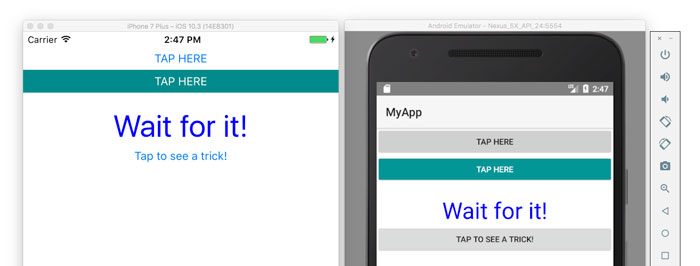 iPhone 7 Plus – iOS 10.3 (14E8301)
Carrier 2:47 PM
TAP HERE
TAP HERE
Wait for it!
Tap to see a trick!
Android Emulator - Nexus_5X_API_24:5554
2:47
MyApp
TAP HERE
TAP HERE
Wait for it!
TAP TO SEE A TRICK!